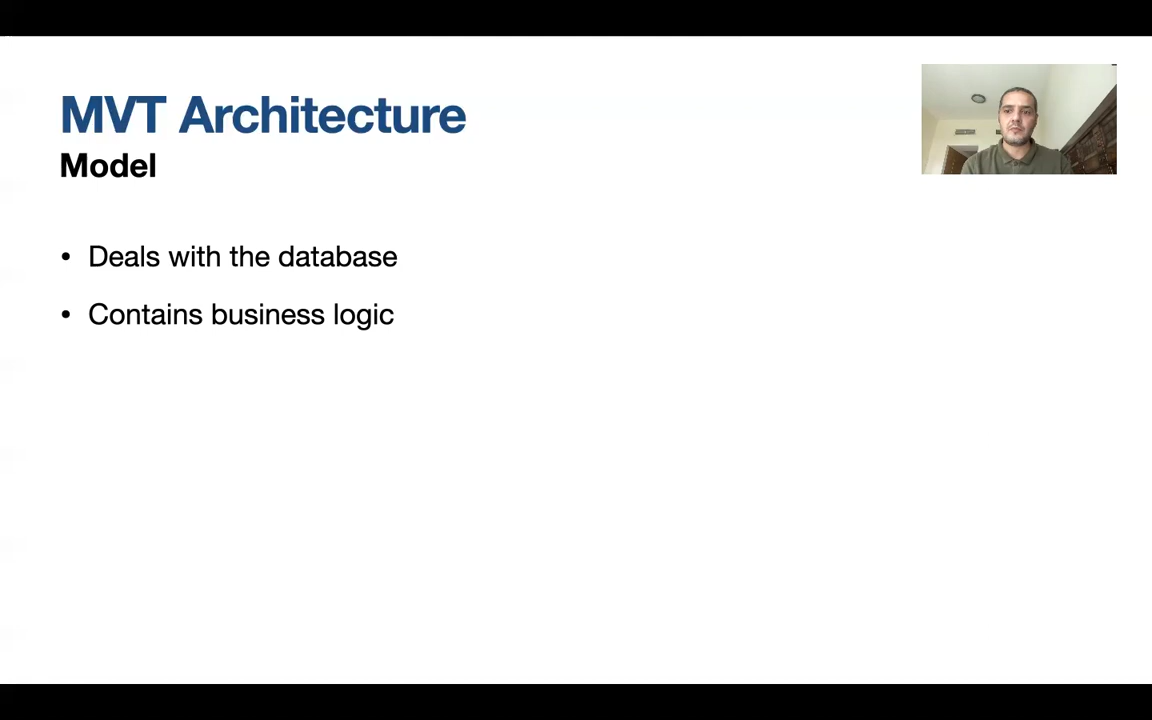 MVT Architecture
Model
• Deals with the database
• Contains business logic